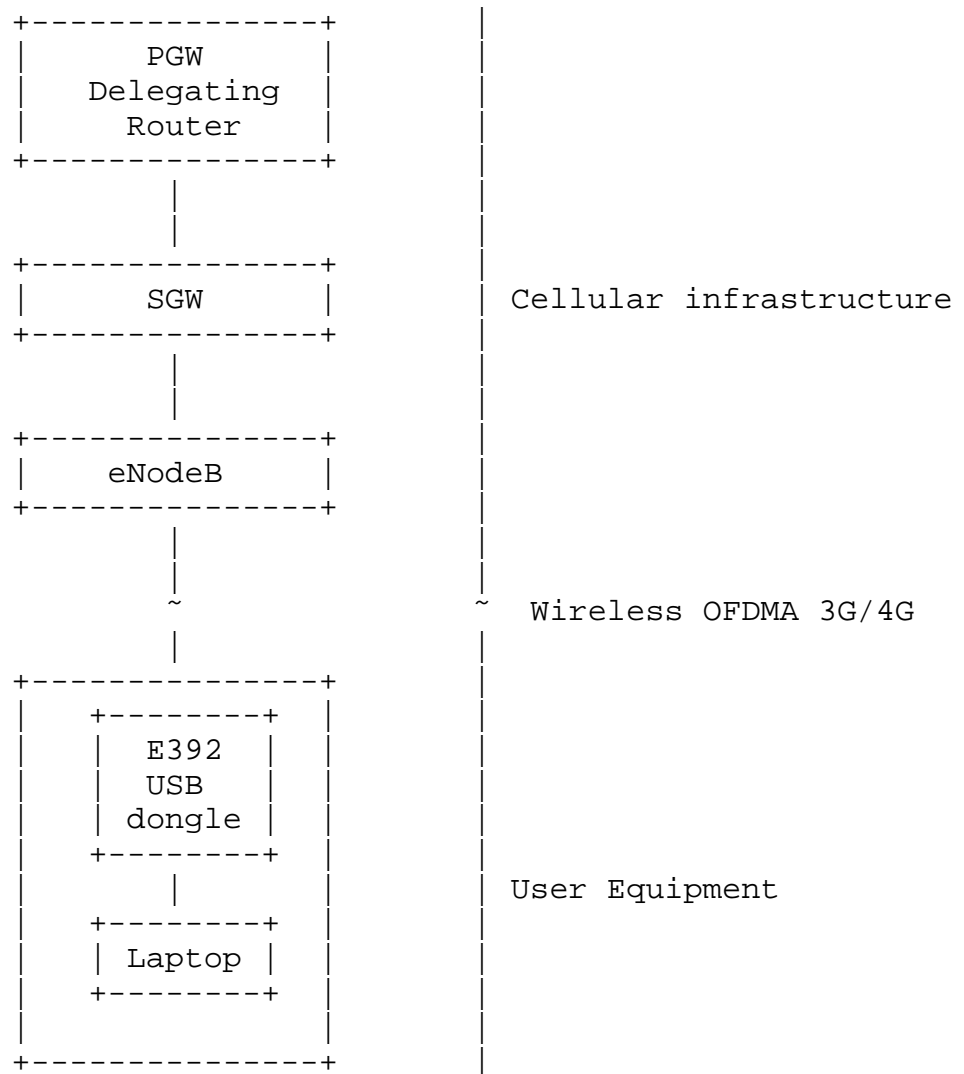 PGW
Delegating
Router
SGW
Cellular infrastructure
eNodeB
Wireless OFDMA 3G/4G
E392
USB
dongle
User Equipment
Laptop